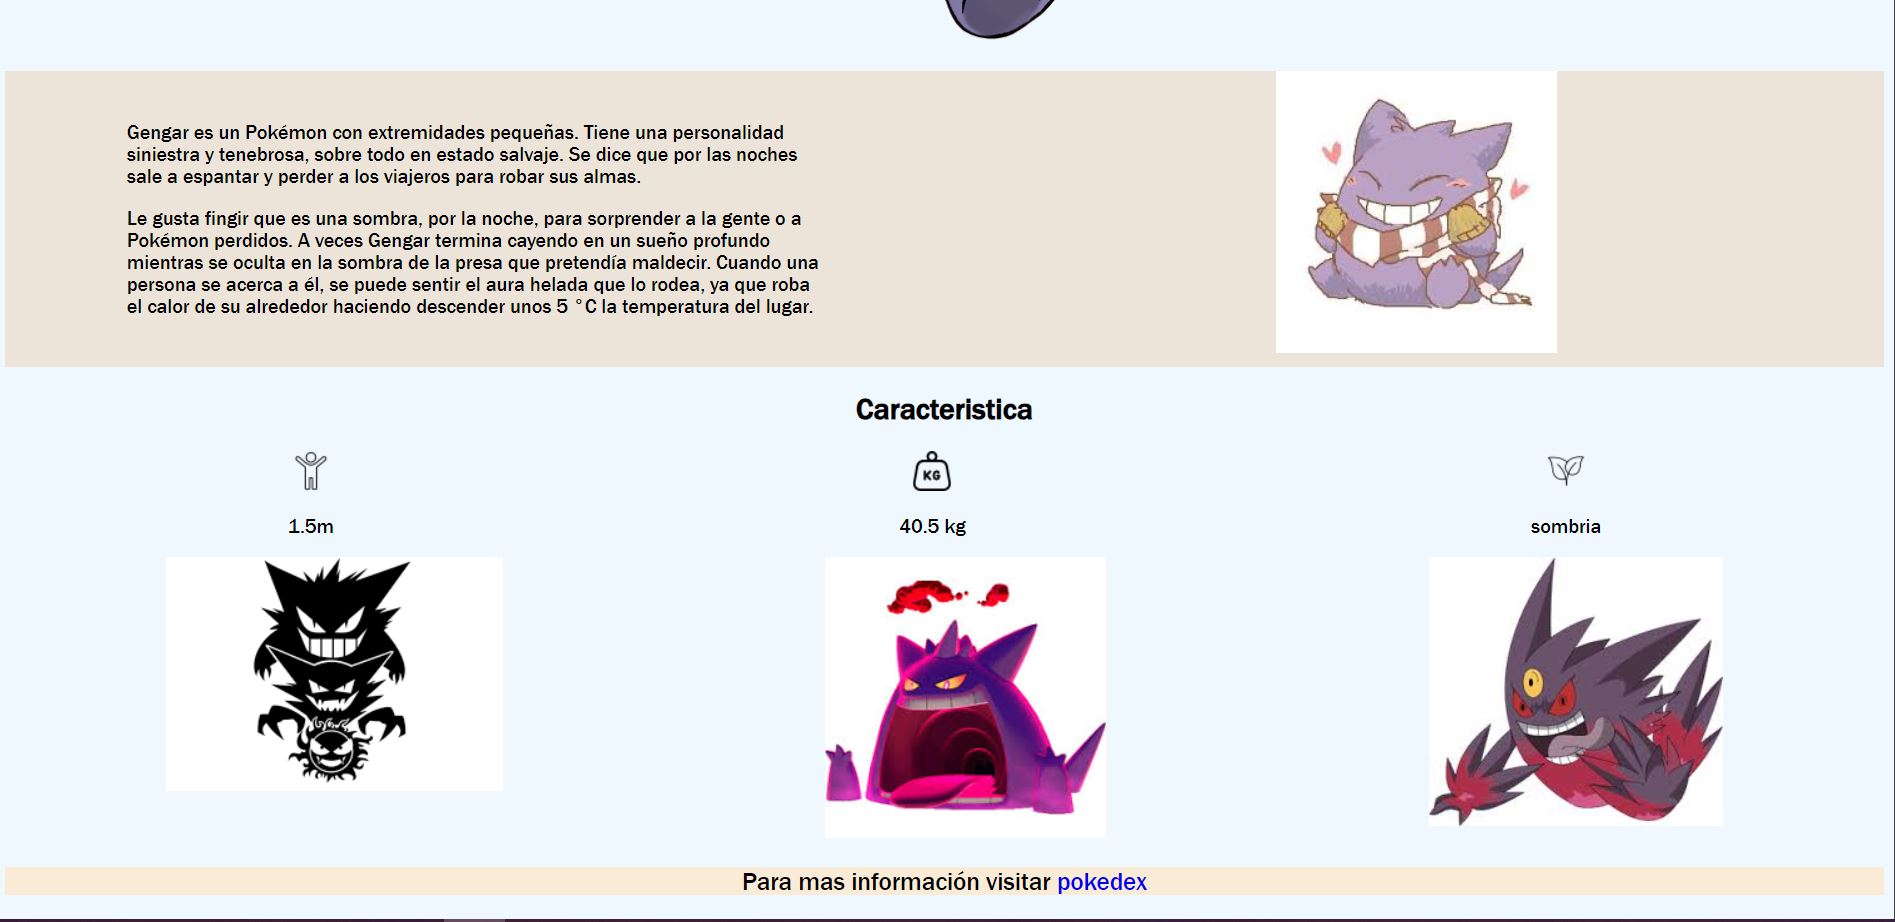 Gengar es un Pokémon con extremidades pequeñas. Tiene una personalidad
siniestra y tenebrosa, sobre todo en estado salvaje. Se dice que por las noches
sale a espantar y perder a los viajeros para robar sus almas.
Le gusta fingir que es una sombra, por la noche, para sorprender a la gente o a
Pokémon perdidos. A veces Gengar termina cayendo en un sueño profundo
mientras se oculta en la sombra de la presa que pretendía maldecir. Cuando una
persona se acerca a él, se puede sentir el aura helada que lo rodea, ya que roba
el calor de su alrededor haciendo descender unos 5 °C la temperatura del lugar.
Caracteristica
KG
1.5m
40.5 kg
sombria
Para mas información visitar pokedex